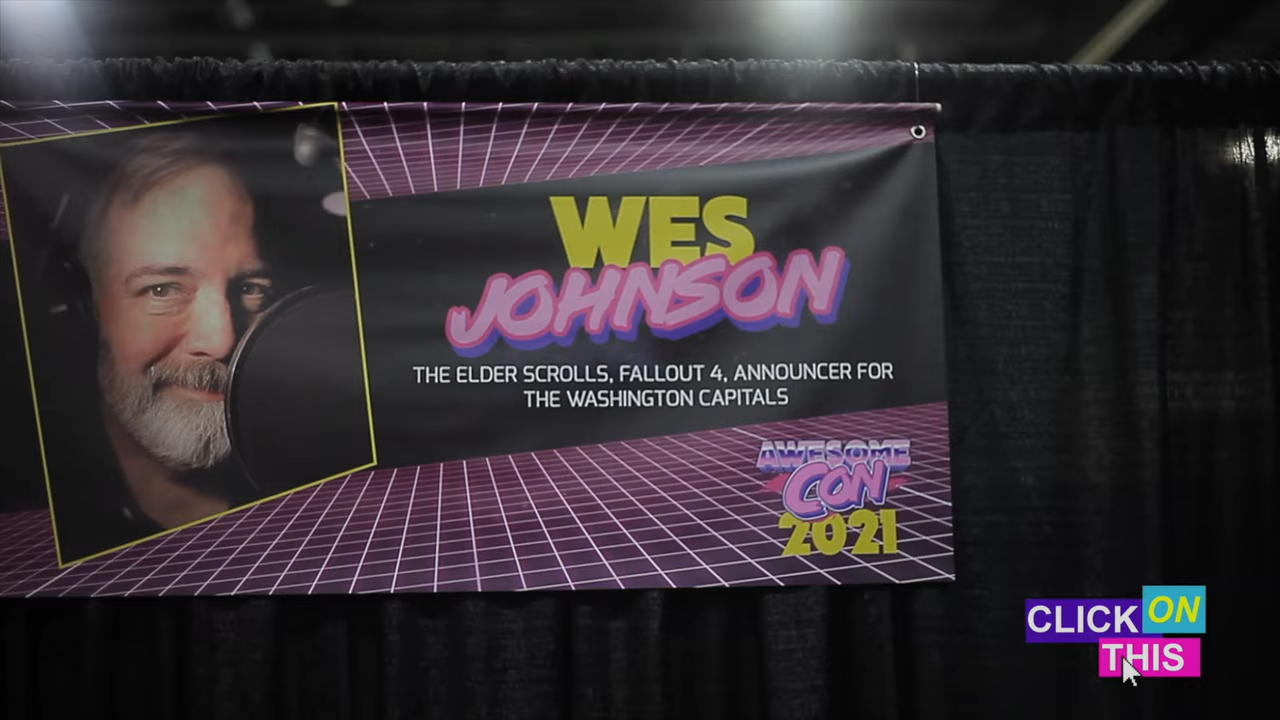 WES
JOHNSON
THE ELDER SCROLLS, FALLOUT 4, ANNOUNCER FOR
THE WASHINGTON CAPITALS
AWESOME
CON
2021
CLICK ON
THIS